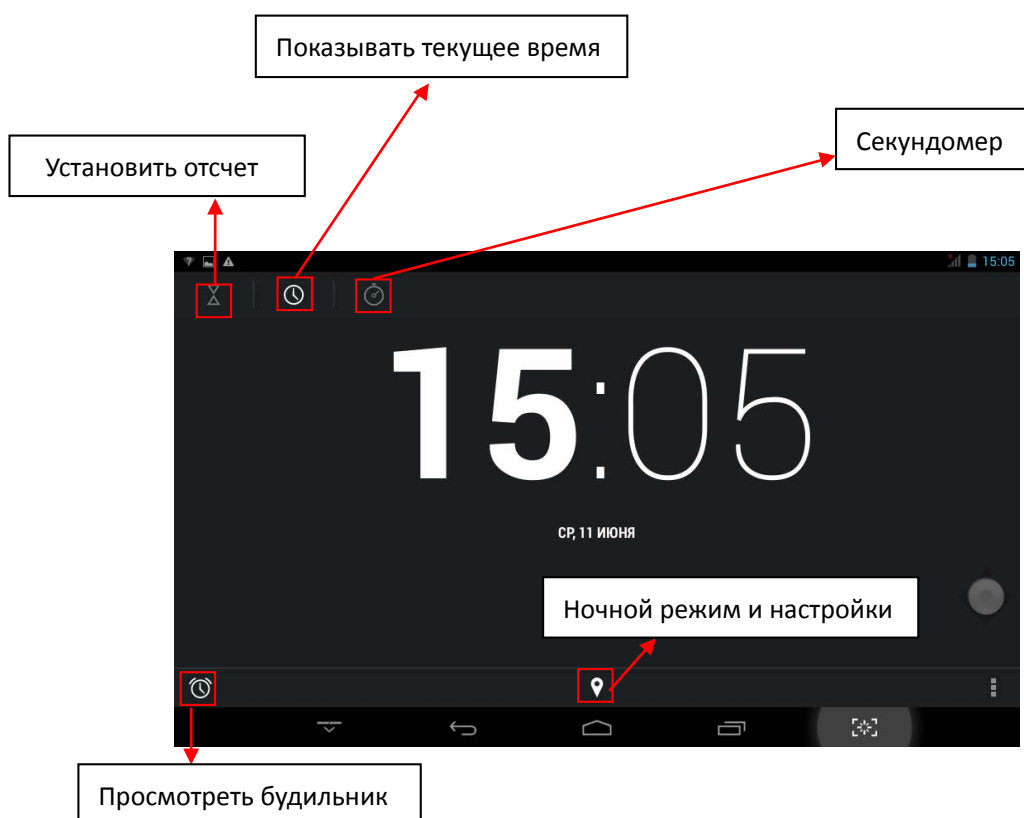 Показывать текущее время
Секундомер
Установить отсчет
15:05
15:05
СР, 11 ИЮНЯ
Ночной режим и настройки
Просмотреть будильник